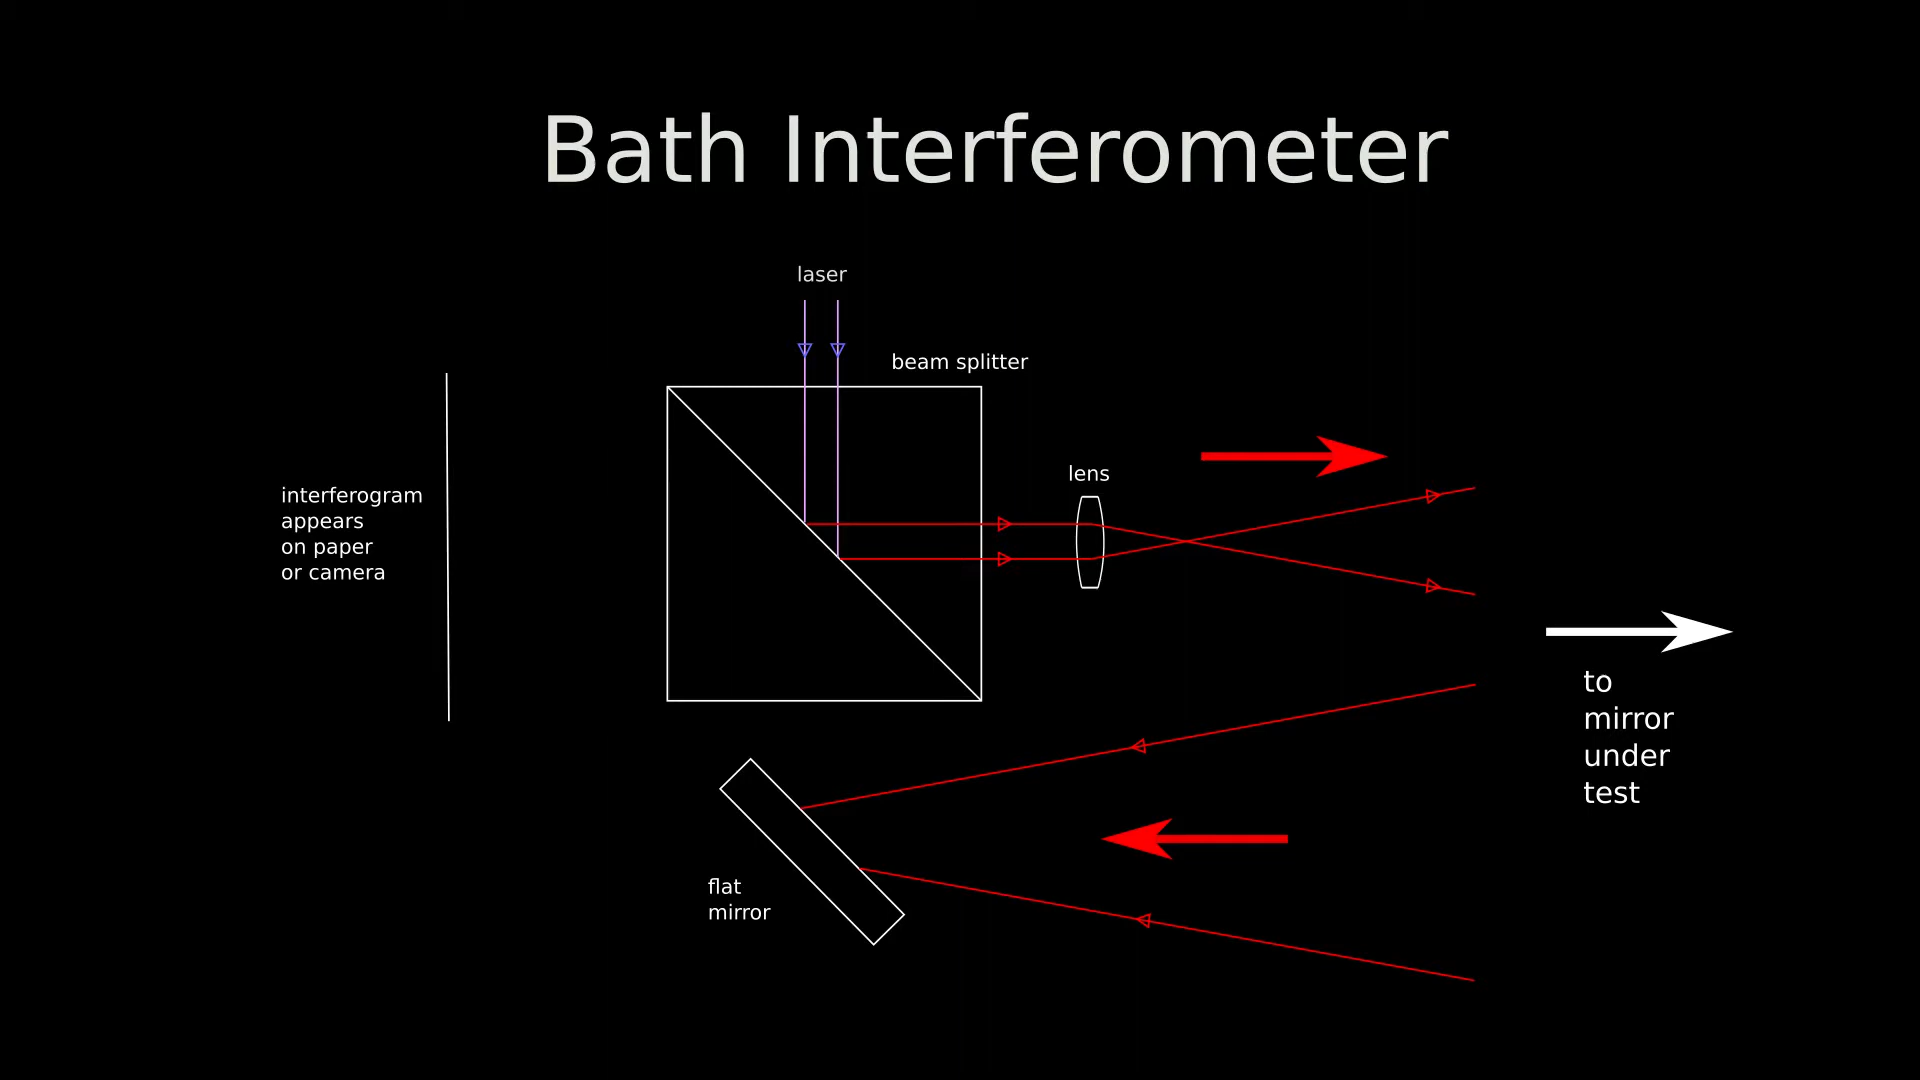 Bath Interferometer
laser
beam splitter
lens
interferogram
appears
on paper
or camera
to
mirror
under
test
flat
mirror